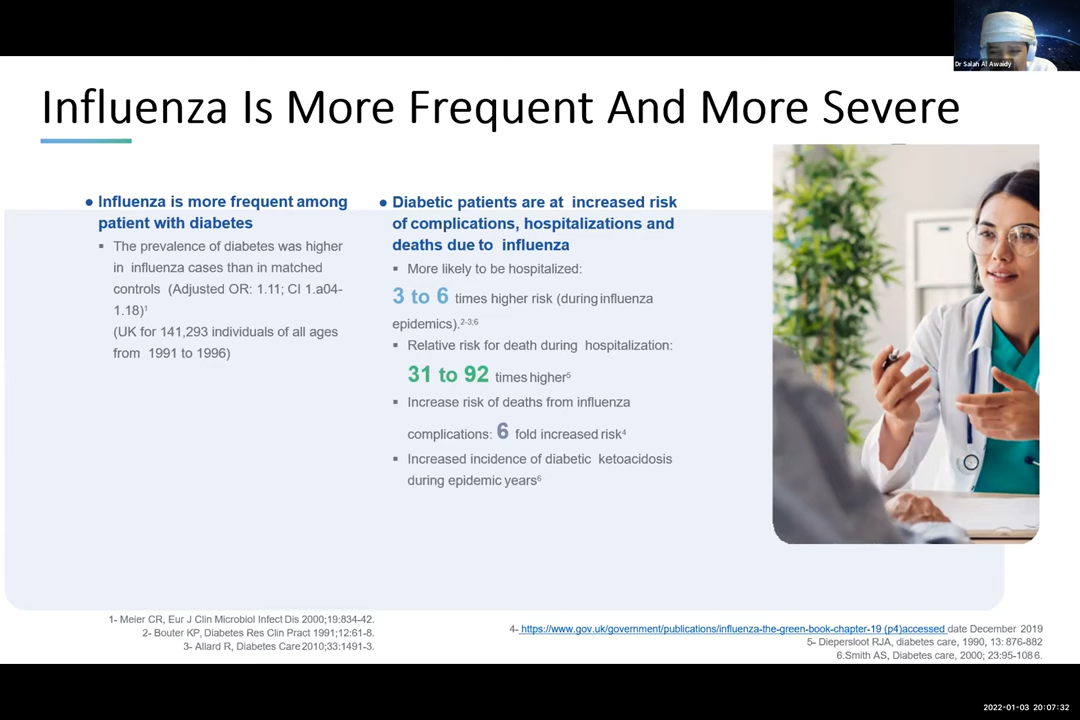 Dr Salah Al Awaidy
Influenza Is More Frequent And More Severe
● Influenza is more frequent among
patient with diabetes
▪ The prevalence of diabetes was higher
in influenza cases than in matched
controls (Adjusted OR: 1.11; CI 1.a04-
1.18)¹
(UK for 141,293 individuals of all ages
from 1991 to 1996)
● Diabetic patients are at increased risk
of complications, hospitalizations and
deaths due to influenza
▪ More likely to be hospitalized:
3 to 6 times higher risk (during influenza
epidemics).²⁻³;⁶
▪ Relative risk for death during hospitalization:
31 to 92 times higher⁵
▪ Increase risk of deaths from influenza
complications: 6 fold increased risk⁴
▪ Increased incidence of diabetic ketoacidosis
during epidemic years⁶
1- Meier CR, Eur J Clin Microbiol Infect Dis 2000;19:834-42.
2- Bouter KP, Diabetes Res Clin Pract 1991;12:61-8.
3- Allard R, Diabetes Care 2010;33:1491-3.
4- https://www.gov.uk/government/publications/influenza-the-green-book-chapter-19 (p4)accessed date December 2019
5- Diepersloot RJA, diabetes care, 1990, 13: 876-882
6.Smith AS, Diabetes care, 2000; 23:95-1086.
2022-01-03 20:07:32